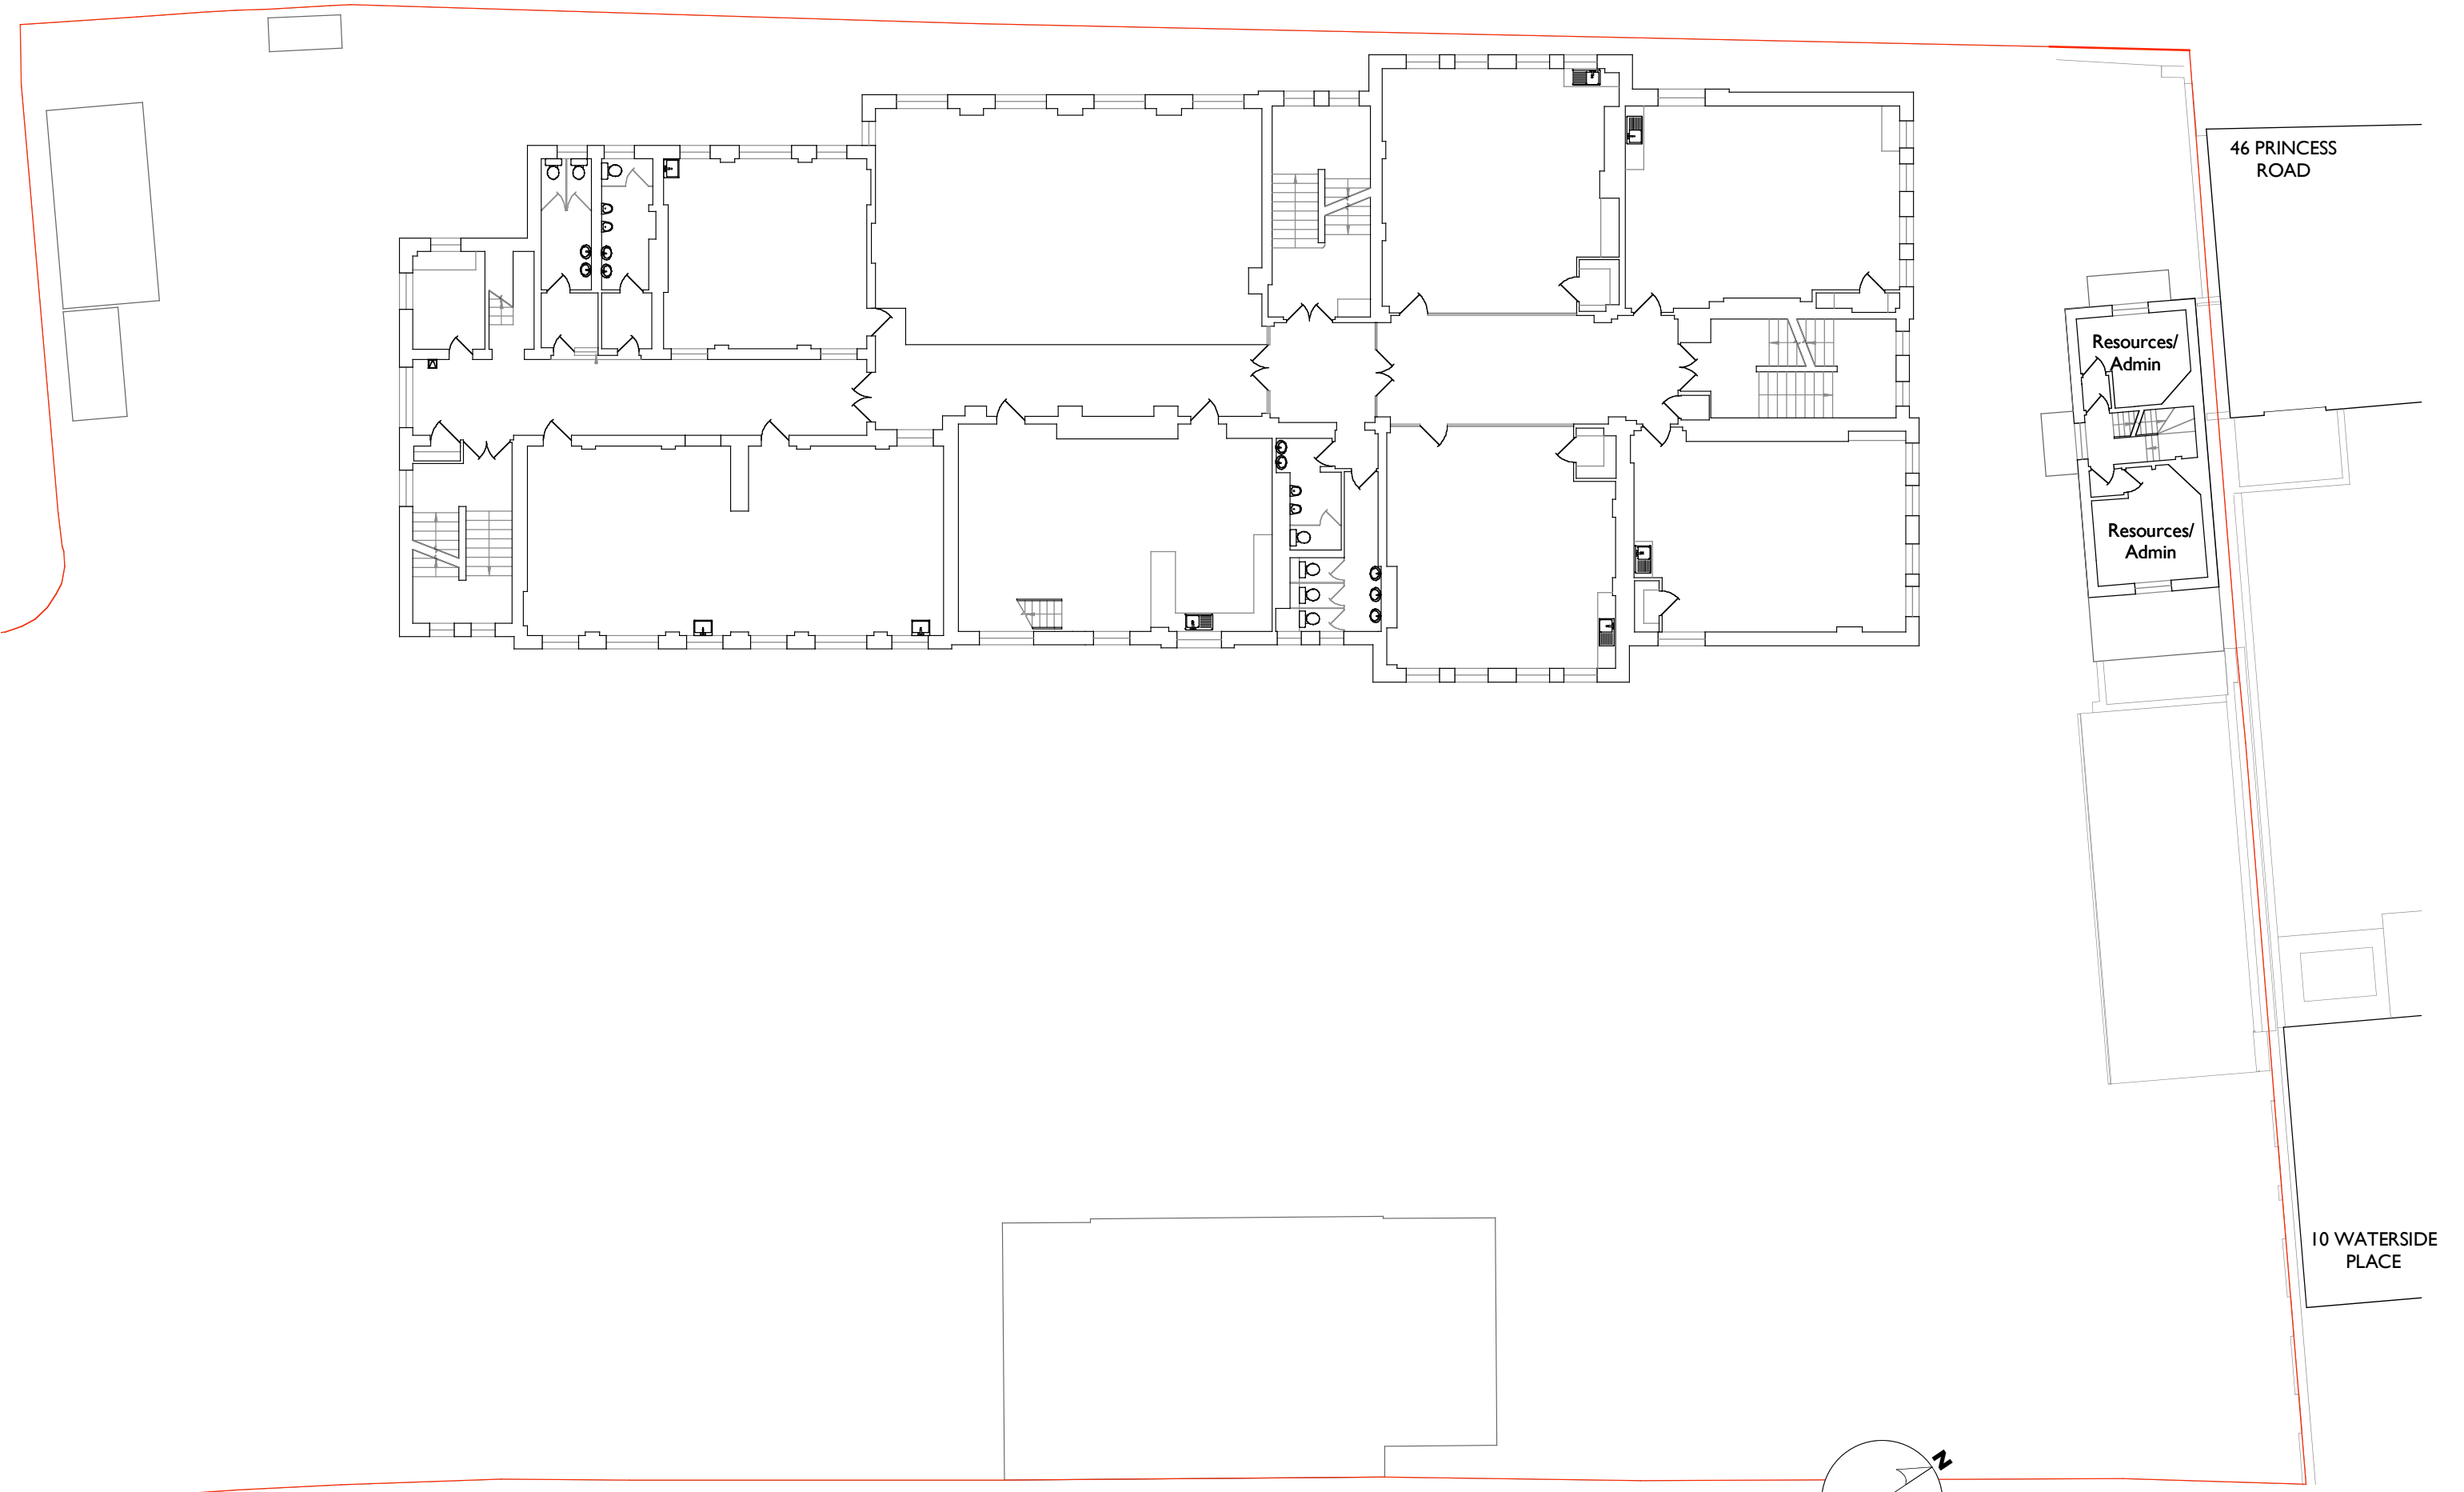 46 PRINCESS
ROAD
Resources/
Admin
Resources/
Admin
10 WATERSIDE
PLACE
N